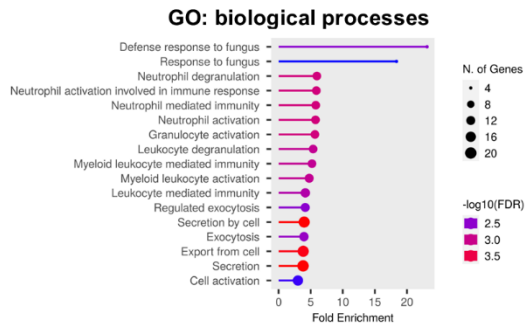 GO: biological processes
Defense response to fungus
Response to fungus
Neutrophil degranulation
Neutrophil activation involved in immune response
Neutrophil mediated immunity
Neutrophil activation
Granulocyte activation
Leukocyte degranulation
Myeloid leukocyte mediated immunity
Myeloid leukocyte activation
Leukocyte mediated immunity
Regulated exocytosis
Secretion by cell
Exocytosis
Export from cell
Secretion
Cell activation
0 5 10 15 20
Fold Enrichment
N. of Genes
4
8
12
16
20
-log10(FDR)
2.5
3.0
3.5